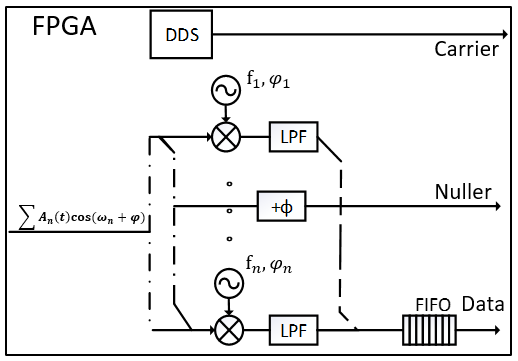 FPGA
DDS
Carrier
f₁, φ₁
LPF
∑ Aₙ(t)cos(ωₙ + φ)
+ϕ
Nuller
fₙ, φₙ
LPF
FIFO
Data